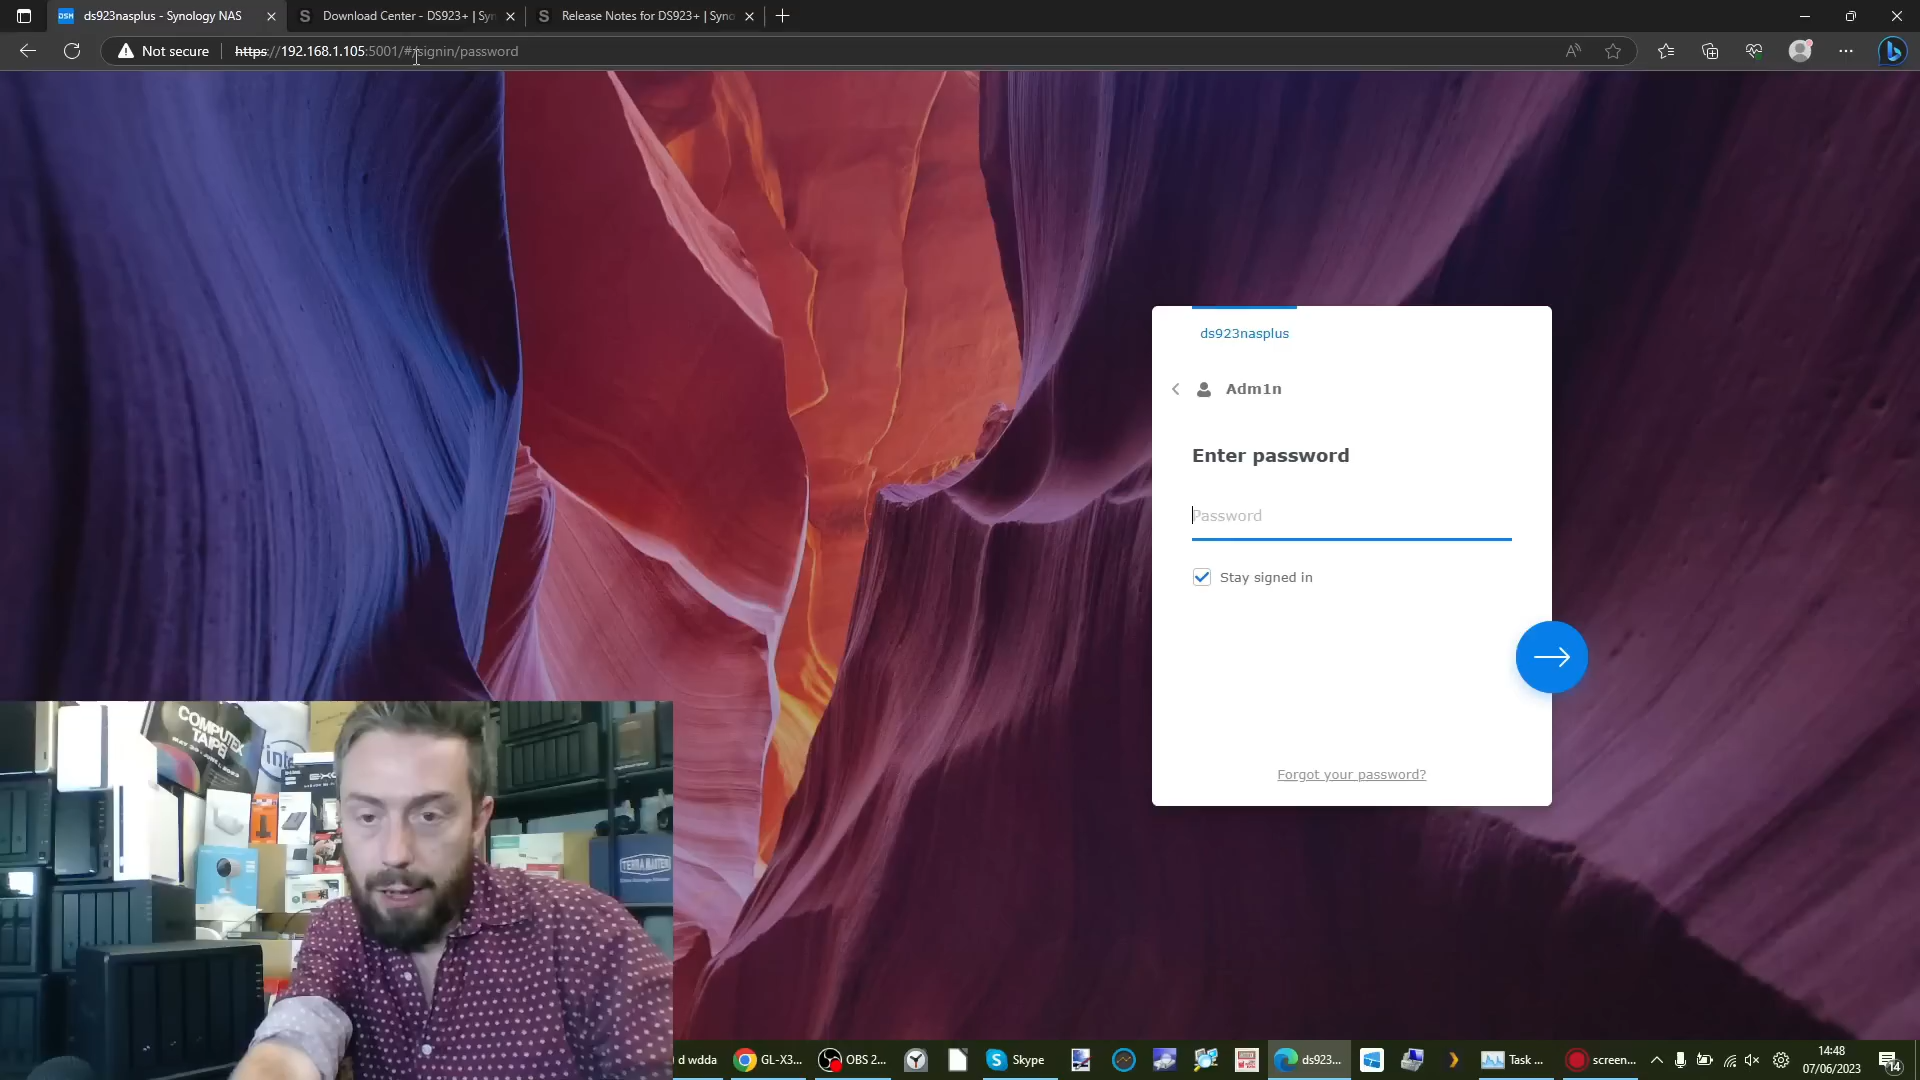 ds923nasplus - Synology NAS
Download Center - DS923+ | Syn
Release Notes for DS923+ | Syno
Not secure
https://192.168.1.105:5001/#/signin/password
ds923nasplus
Adm1n
Enter password
Password
Stay signed in
Forgot your password?
COMPUTEX
TAIPEI
TERRAMASTER
d wdda
GL-X3...
OBS 2...
Skype
ds923...
Task ...
screen...
14:48
07/06/2023
14